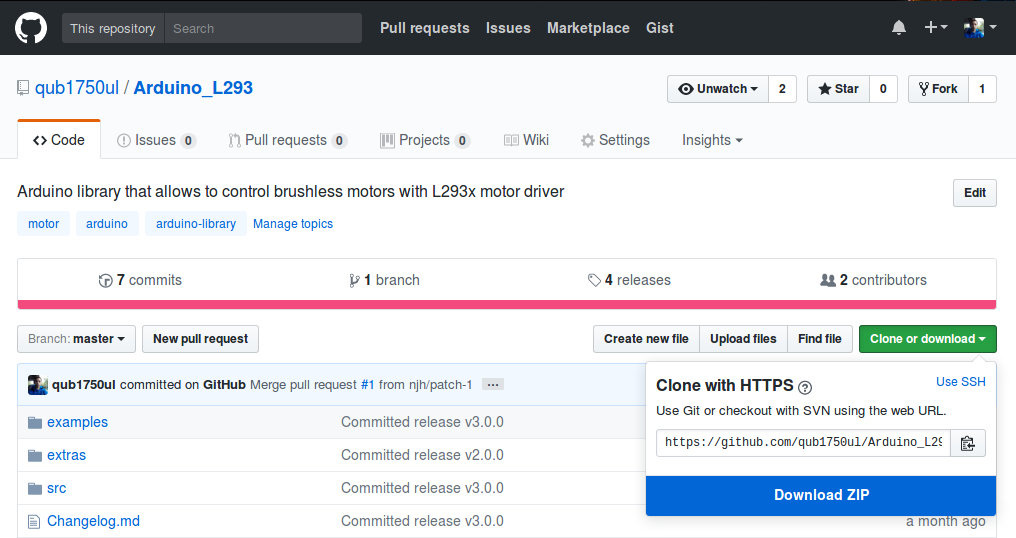 This repository Search Pull requests Issues Marketplace Gist
qub1750ul / Arduino_L293 Unwatch 2 Star 0 Fork 1
Code Issues 0 Pull requests 0 Projects 0 Wiki Settings Insights
Arduino library that allows to control brushless motors with L293x motor driver Edit
motor arduino arduino-library Manage topics
7 commits 1 branch 4 releases 2 contributors
Branch: master New pull request Create new file Upload files Find file Clone or download
qub1750ul committed on GitHub Merge pull request #1 from njh/patch-1 ...
Clone with HTTPS ? Use SSH
Use Git or checkout with SVN using the web URL.
https://github.com/qub1750ul/Arduino_L29
Download ZIP
examples Committed release v3.0.0
extras Committed release v2.0.0
src Committed release v3.0.0
Changelog.md Committed release v3.0.0 a month ago